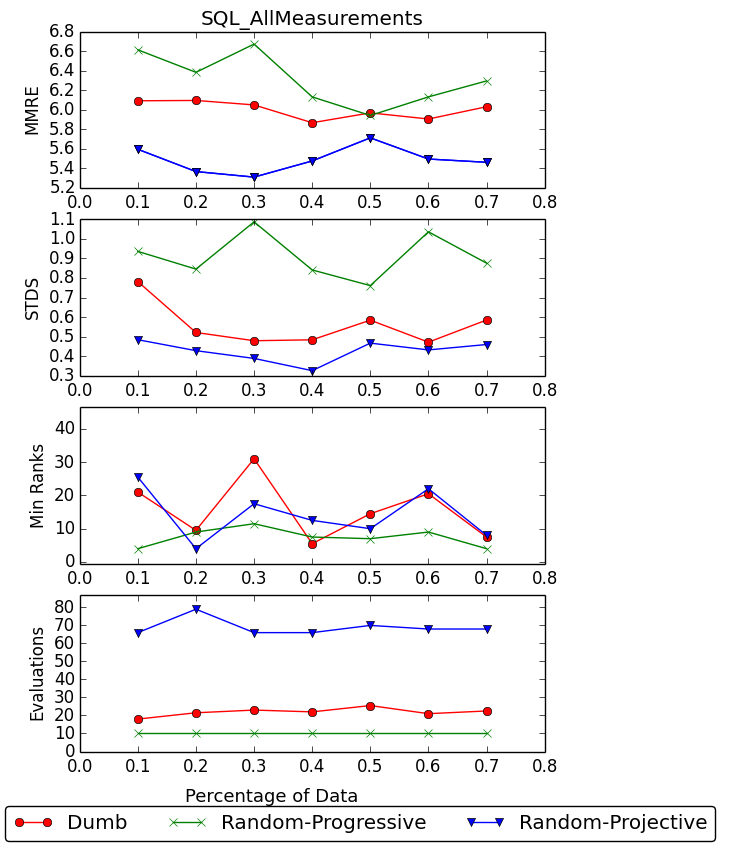 SQL_AllMeasurements
MMRE
6.8
6.6
6.4
6.2
6.0
5.8
5.6
5.4
5.2
0.0 0.1 0.2 0.3 0.4 0.5 0.6 0.7 0.8
STDS
1.1
1.0
0.9
0.8
0.7
0.6
0.5
0.4
0.3
0.0 0.1 0.2 0.3 0.4 0.5 0.6 0.7 0.8
Min Ranks
40
30
20
10
0
0.0 0.1 0.2 0.3 0.4 0.5 0.6 0.7 0.8
Evaluations
80
70
60
50
40
30
20
10
0
0.0 0.1 0.2 0.3 0.4 0.5 0.6 0.7 0.8
Percentage of Data
Dumb Random-Progressive Random-Projective